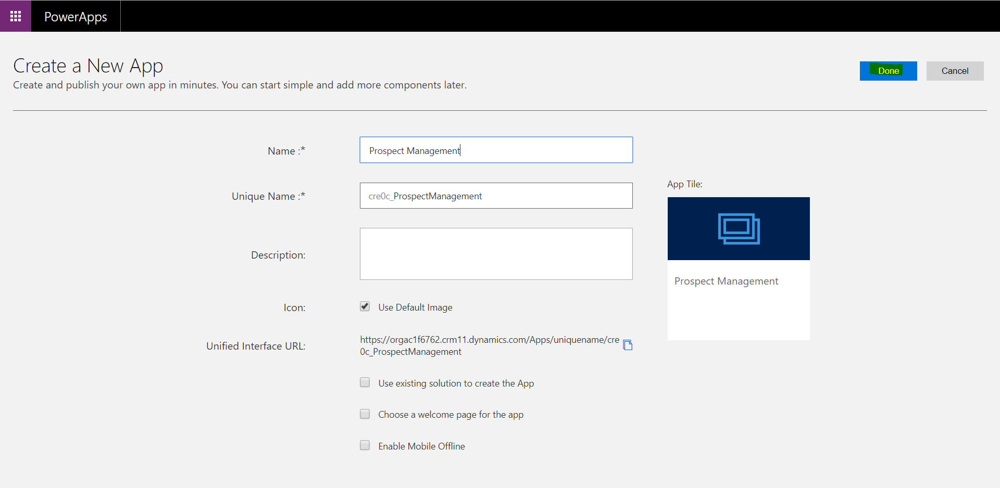 PowerApps
Create a New App
Create and publish your own app in minutes. You can start simple and add more components later.
Done
Cancel
Name :*
Prospect Management
Unique Name :*
cre0c_ProspectManagement
App Tile:
Prospect Management
Description:
Icon:
Use Default Image
Unified Interface URL:
https://orgac1f6762.crm11.dynamics.com/Apps/uniquename/cre
0c_ProspectManagement
Use existing solution to create the App
Choose a welcome page for the app
Enable Mobile Offline